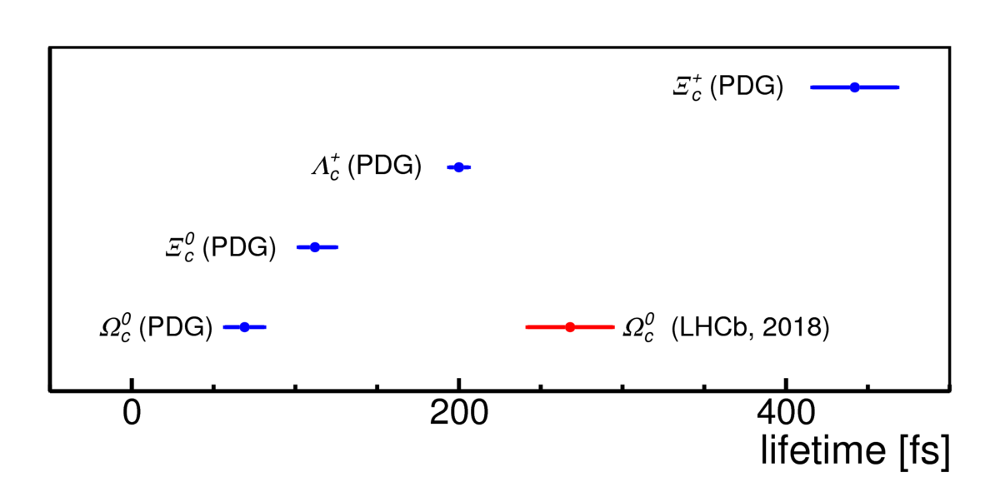 Ξc+ (PDG)
Λc+ (PDG)
Ξc0 (PDG)
Ωc0 (PDG)
Ωc0 (LHCb, 2018)
0 200 400
lifetime [fs]